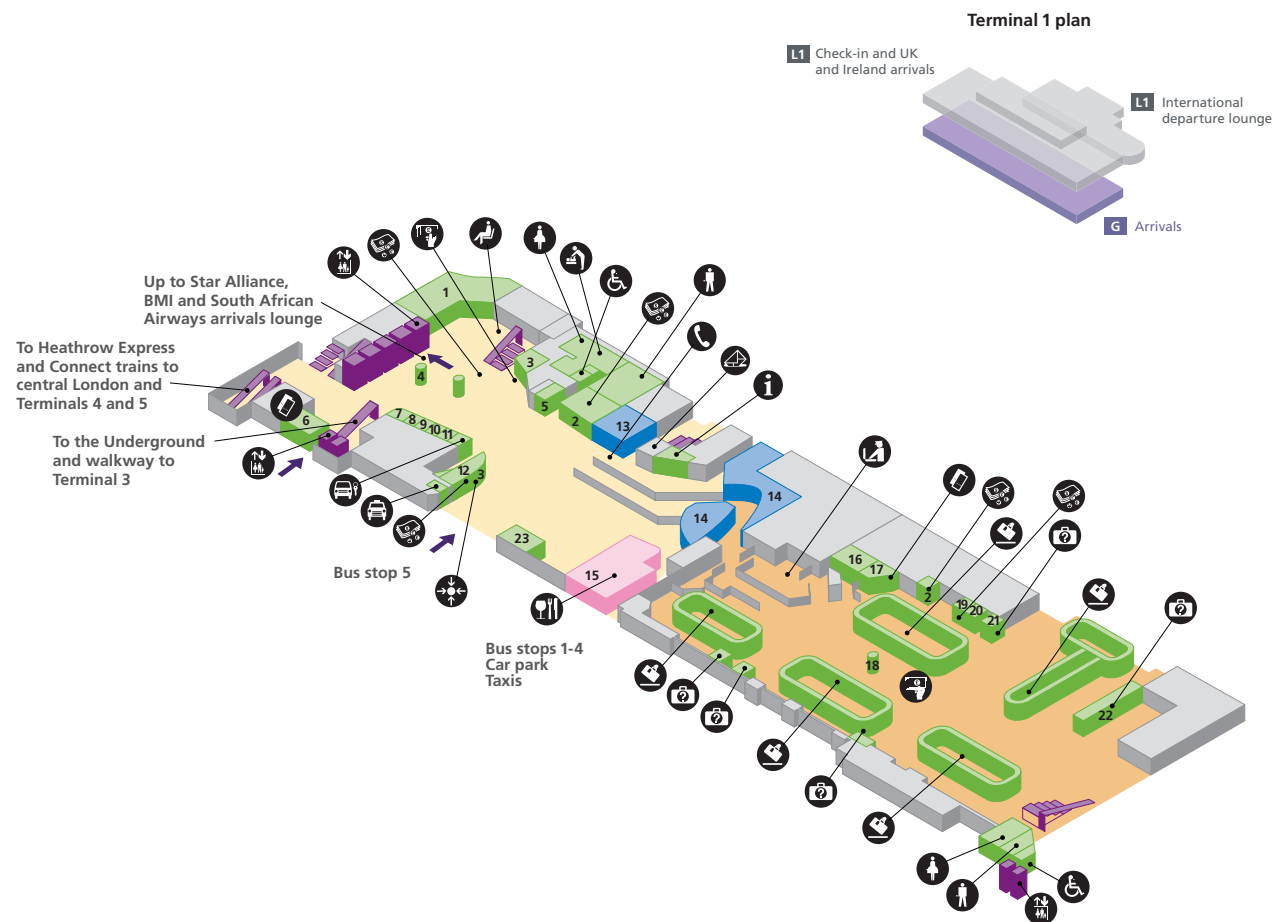 Terminal 1 plan
L1 Check-in and UK
and Ireland arrivals
L1 International
departure lounge
G Arrivals
Up to Star Alliance,
BMI and South African
Airways arrivals lounge
To Heathrow Express
and Connect trains to
central London and
Terminals 4 and 5
To the Underground
and walkway to
Terminal 3
Bus stop 5
Bus stops 1-4
Car park
Taxis
1
3
4
5
2
13
6
7
8
9
10
11
12
3
14
14
23
15
16
17
2
19
20
21
18
22